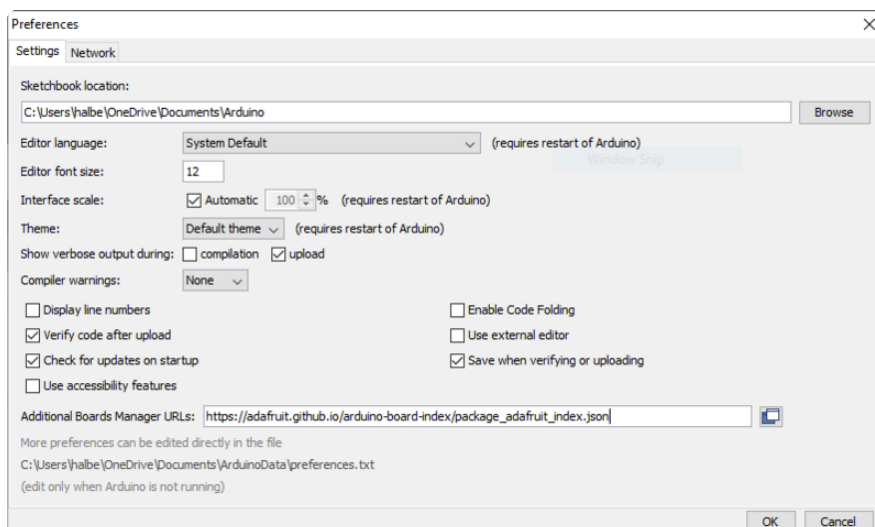 Preferences
Settings Network
Sketchbook location:
C:\Users\halbe\OneDrive\Documents\Arduino Browse
Editor language: System Default (requires restart of Arduino)
Window Snip
Editor font size: 12
Interface scale: Automatic 100 % (requires restart of Arduino)
Theme: Default theme (requires restart of Arduino)
Show verbose output during: compilation upload
Compiler warnings: None
Display line numbers Enable Code Folding
Verify code after upload Use external editor
Check for updates on startup Save when verifying or uploading
Use accessibility features
Additional Boards Manager URLs: https://adafruit.github.io/arduino-board-index/package_adafruit_index.json
More preferences can be edited directly in the file
C:\Users\halbe\OneDrive\Documents\ArduinoData\preferences.txt
(edit only when Arduino is not running)
OK Cancel